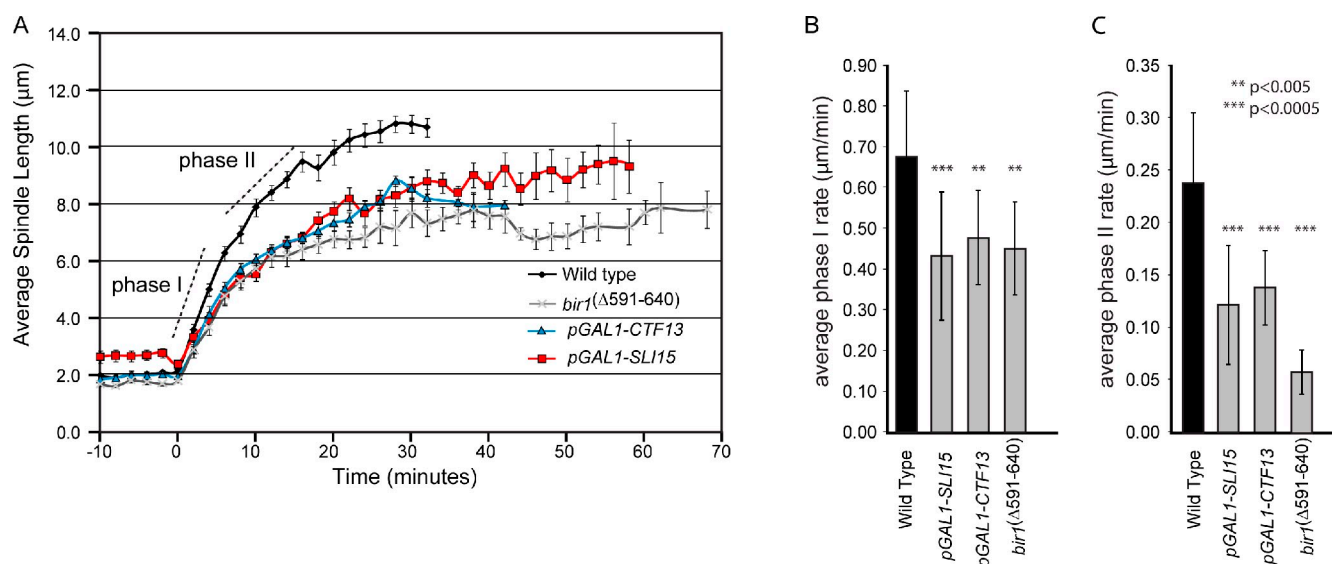 A
Average Spindle Length (μm)
14.0
12.0
10.0
8.0
6.0
4.0
2.0
0.0
phase II
phase I
Wild type
bir1(Δ591-640)
pGAL1-CTF13
pGAL1-SLI15
-10
0
10
20
30
40
50
60
70
Time (minutes)
B
average phase I rate (μm/min)
0.90
0.80
0.70
0.60
0.50
0.40
0.30
0.20
0.10
0.00
***
**
**
Wild Type
pGAL1-SLI15
pGAL1-CTF13
bir1(Δ591-640)
C
average phase II rate (μm/min)
0.35
0.30
0.25
0.20
0.15
0.10
0.05
0.00
** p<0.005
*** p<0.0005
***
***
***
Wild Type
pGAL1-SLI15
pGAL1-CTF13
bir1(Δ591-640)